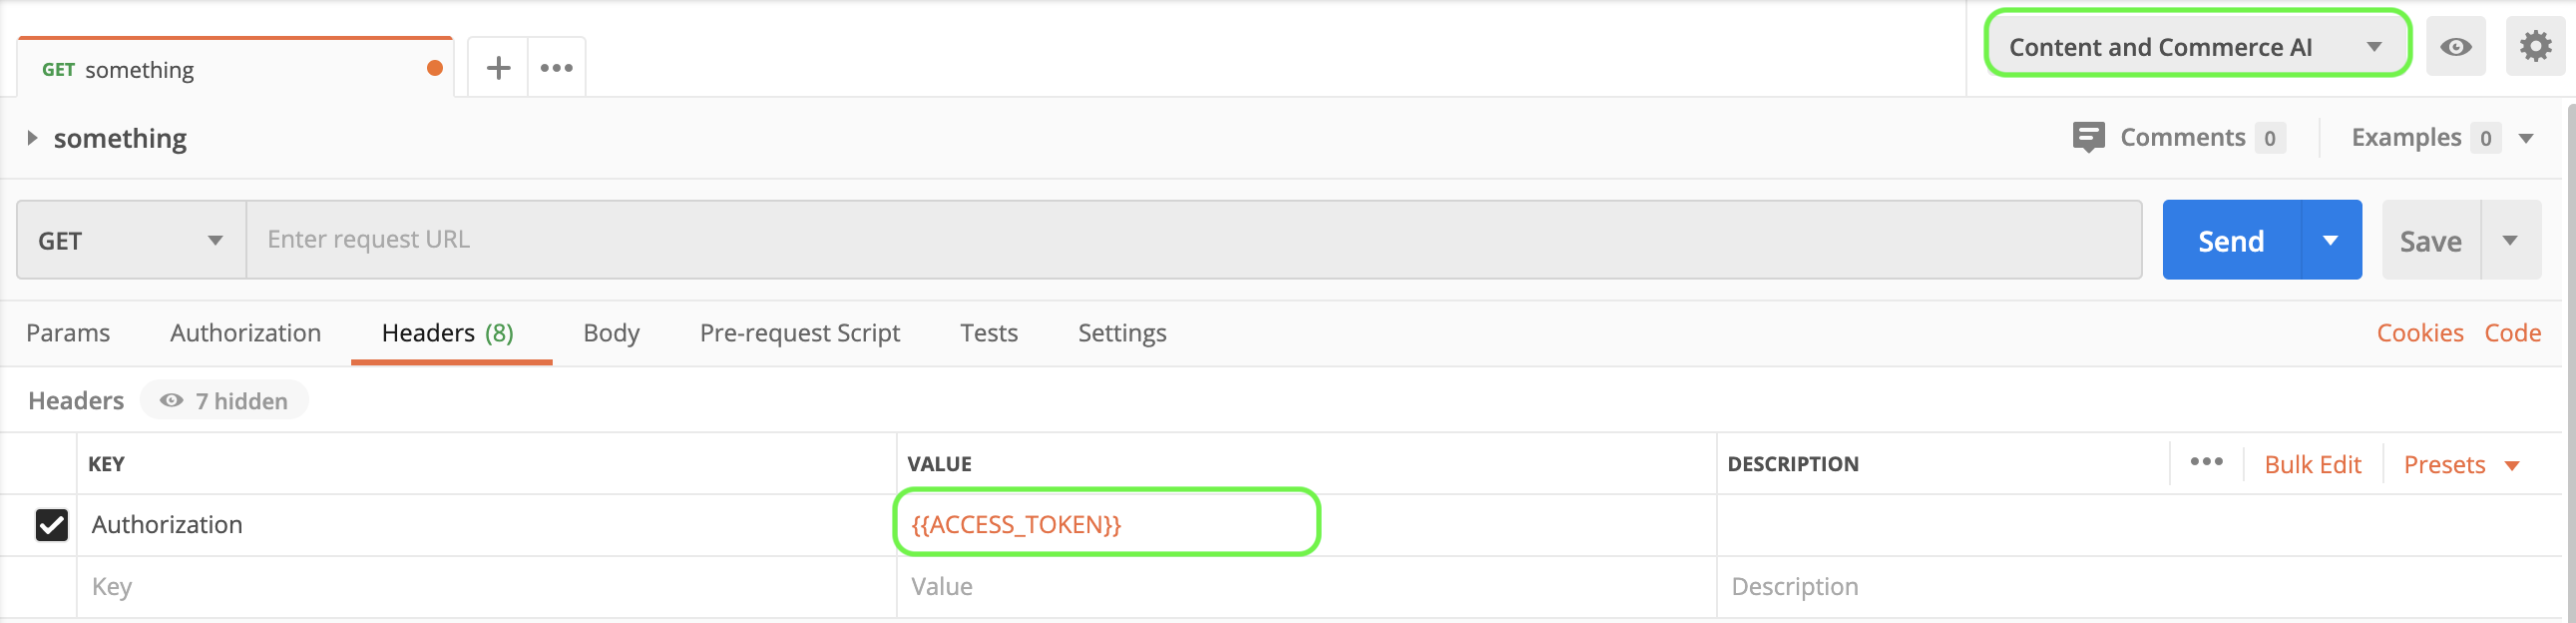 GET something
Content and Commerce AI
something
Comments 0
Examples 0
GET
Enter request URL
Send
Save
Params
Authorization
Headers (8)
Body
Pre-request Script
Tests
Settings
Cookies
Code
Headers
7 hidden
KEY
VALUE
DESCRIPTION
Bulk Edit
Presets
Authorization
{{ACCESS_TOKEN}}
Key
Value
Description